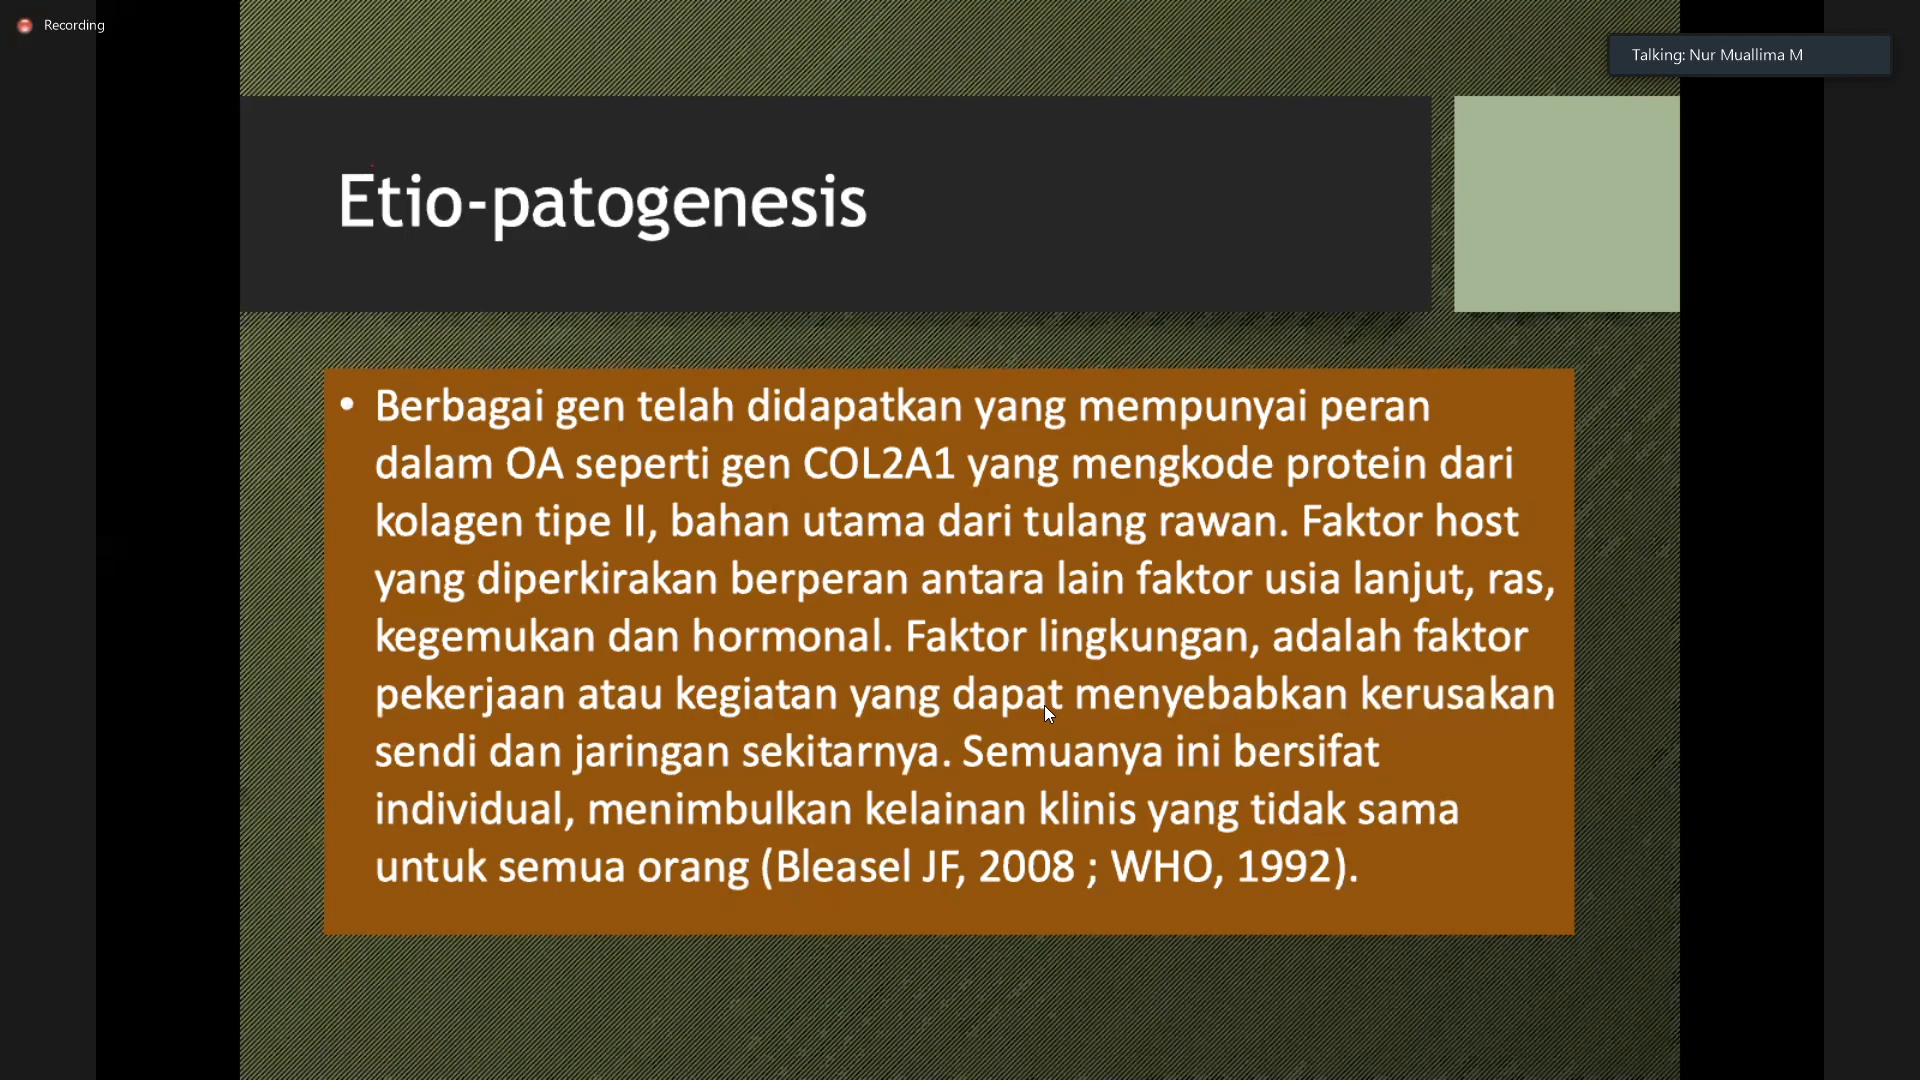 Recording
Talking: Nur Muallima M
Etio-patogenesis
• Berbagai gen telah didapatkan yang mempunyai peran
dalam OA seperti gen COL2A1 yang mengkode protein dari
kolagen tipe II, bahan utama dari tulang rawan. Faktor host
yang diperkirakan berperan antara lain faktor usia lanjut, ras,
kegemukan dan hormonal. Faktor lingkungan, adalah faktor
pekerjaan atau kegiatan yang dapat menyebabkan kerusakan
sendi dan jaringan sekitarnya. Semuanya ini bersifat
individual, menimbulkan kelainan klinis yang tidak sama
untuk semua orang (Bleasel JF, 2008 ; WHO, 1992).